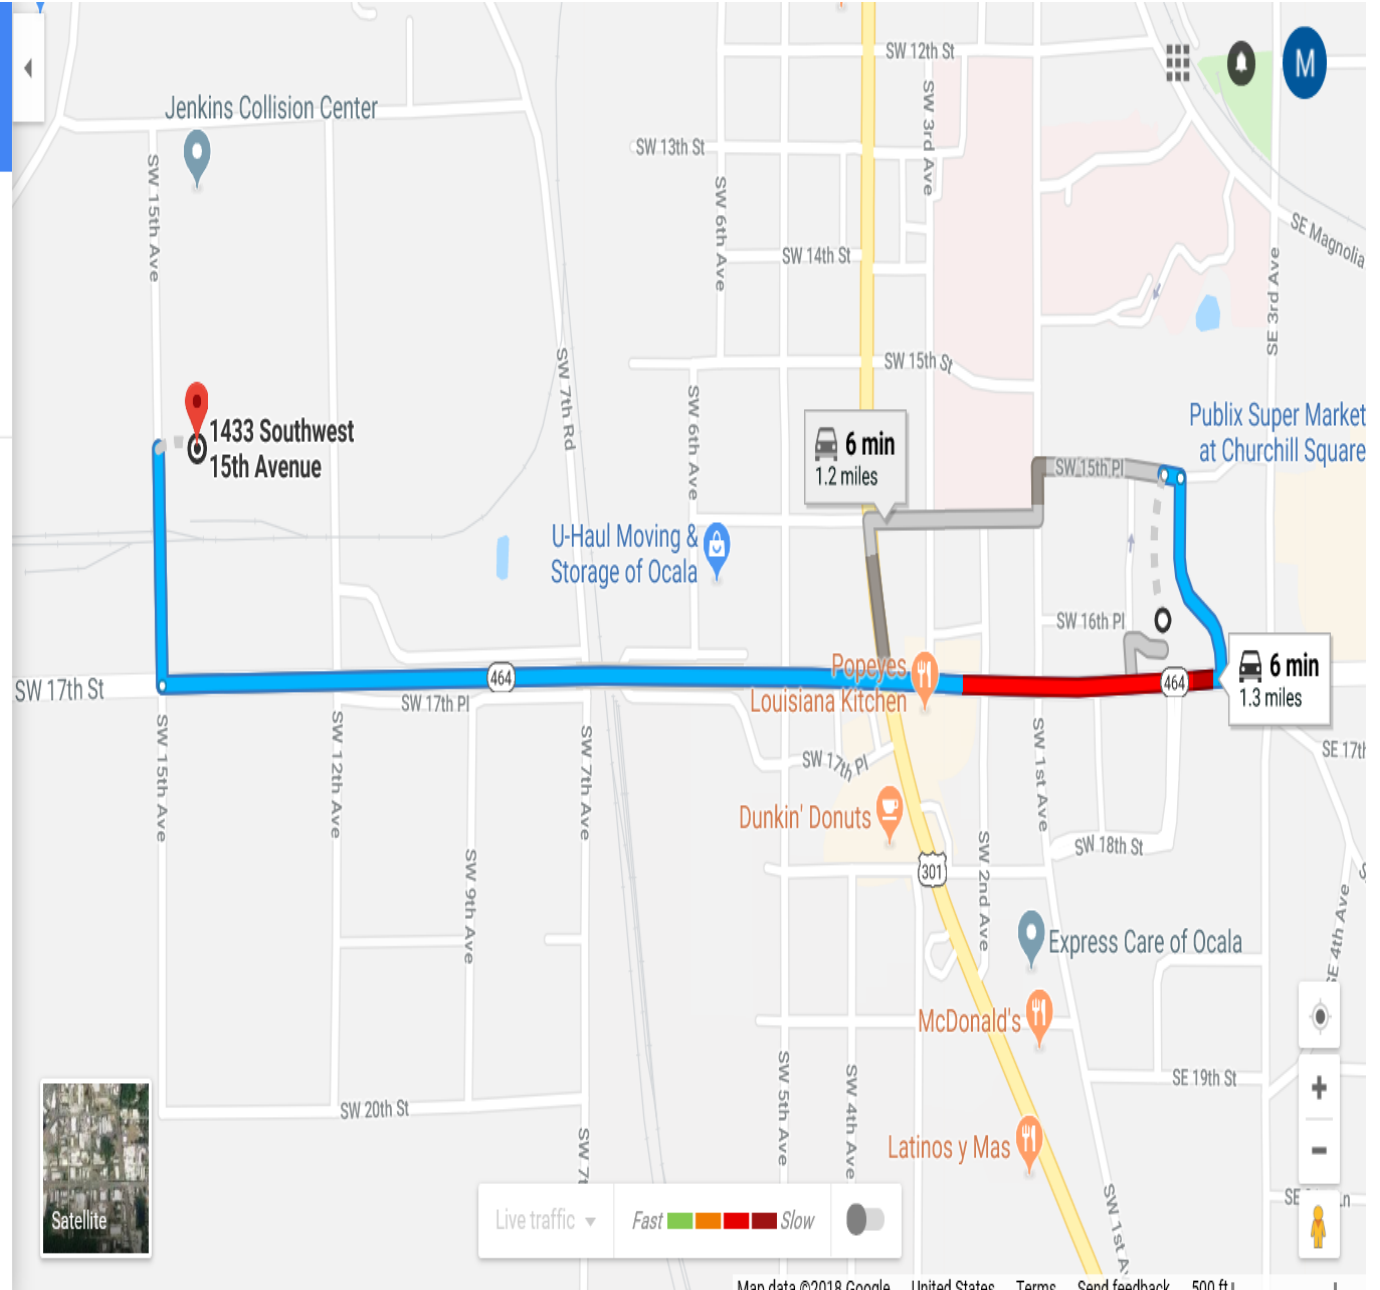 SW 12th St
M
Jenkins Collision Center
SW 3rd Ave
SW 13th St
SW 15th Ave
SW 6th Ave
SE Magnolia
SW 14th St
SE 3rd Ave
SW 7th Rd
SW 15th St
SW 6th Ave
Publix Super Market
at Churchill Square
1433 Southwest
15th Avenue
6 min
1.2 miles
SW 15th Pl
U-Haul Moving &
Storage of Ocala
SW 16th Pl
Popeyes
Louisiana Kitchen
6 min
1.3 miles
SW 17th St
464
464
SW 17th Pl
SW 15th Ave
SW 12th Ave
SW 7th Ave
SW 17th Pl
SW 1st Ave
SE 17th
Dunkin' Donuts
SW 18th St
301
SW 9th Ave
SW 2nd Ave
SE 4th Ave
Express Care of Ocala
McDonald's
SE 19th St
SW 20th St
SW 5th Ave
SW 4th Ave
SW 7t
Latinos y Mas
SW 1st Av
SE
Satellite
Live traffic
Fast
Slow
Map data ©2018 Google United States Terms Send feedback 500 ft